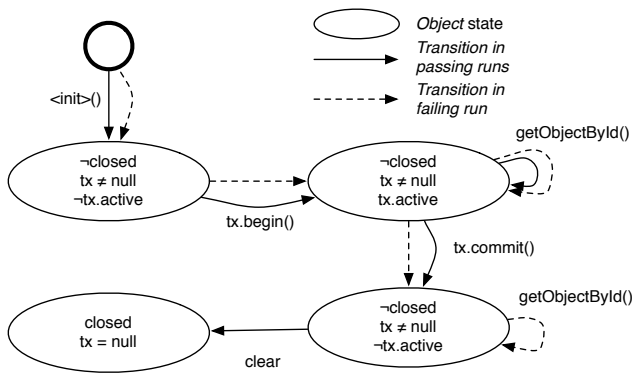 Object state
Transition in
passing runs
Transition in
failing run
<init>()
getObjectById()
¬closed
tx ≠ null
¬tx.active
¬closed
tx ≠ null
tx.active
tx.begin()
tx.commit()
closed
tx = null
¬closed
tx ≠ null
¬tx.active
getObjectById()
clear